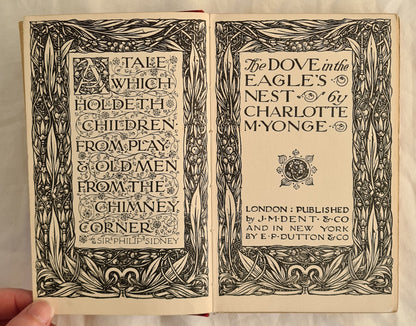 A TALE
WHICH
HOLDETH
CHILDREN
FROM PLAY
& OLD MEN
FROM THE
CHIMNEY
CORNER
SIR PHILIP SIDNEY
The DOVE in the
EAGLE'S
NEST by
CHARLOTTE
M. YONGE
LONDON: PUBLISHED
by J. M. DENT & CO
AND IN NEW YORK
BY E. P. DUTTON & CO